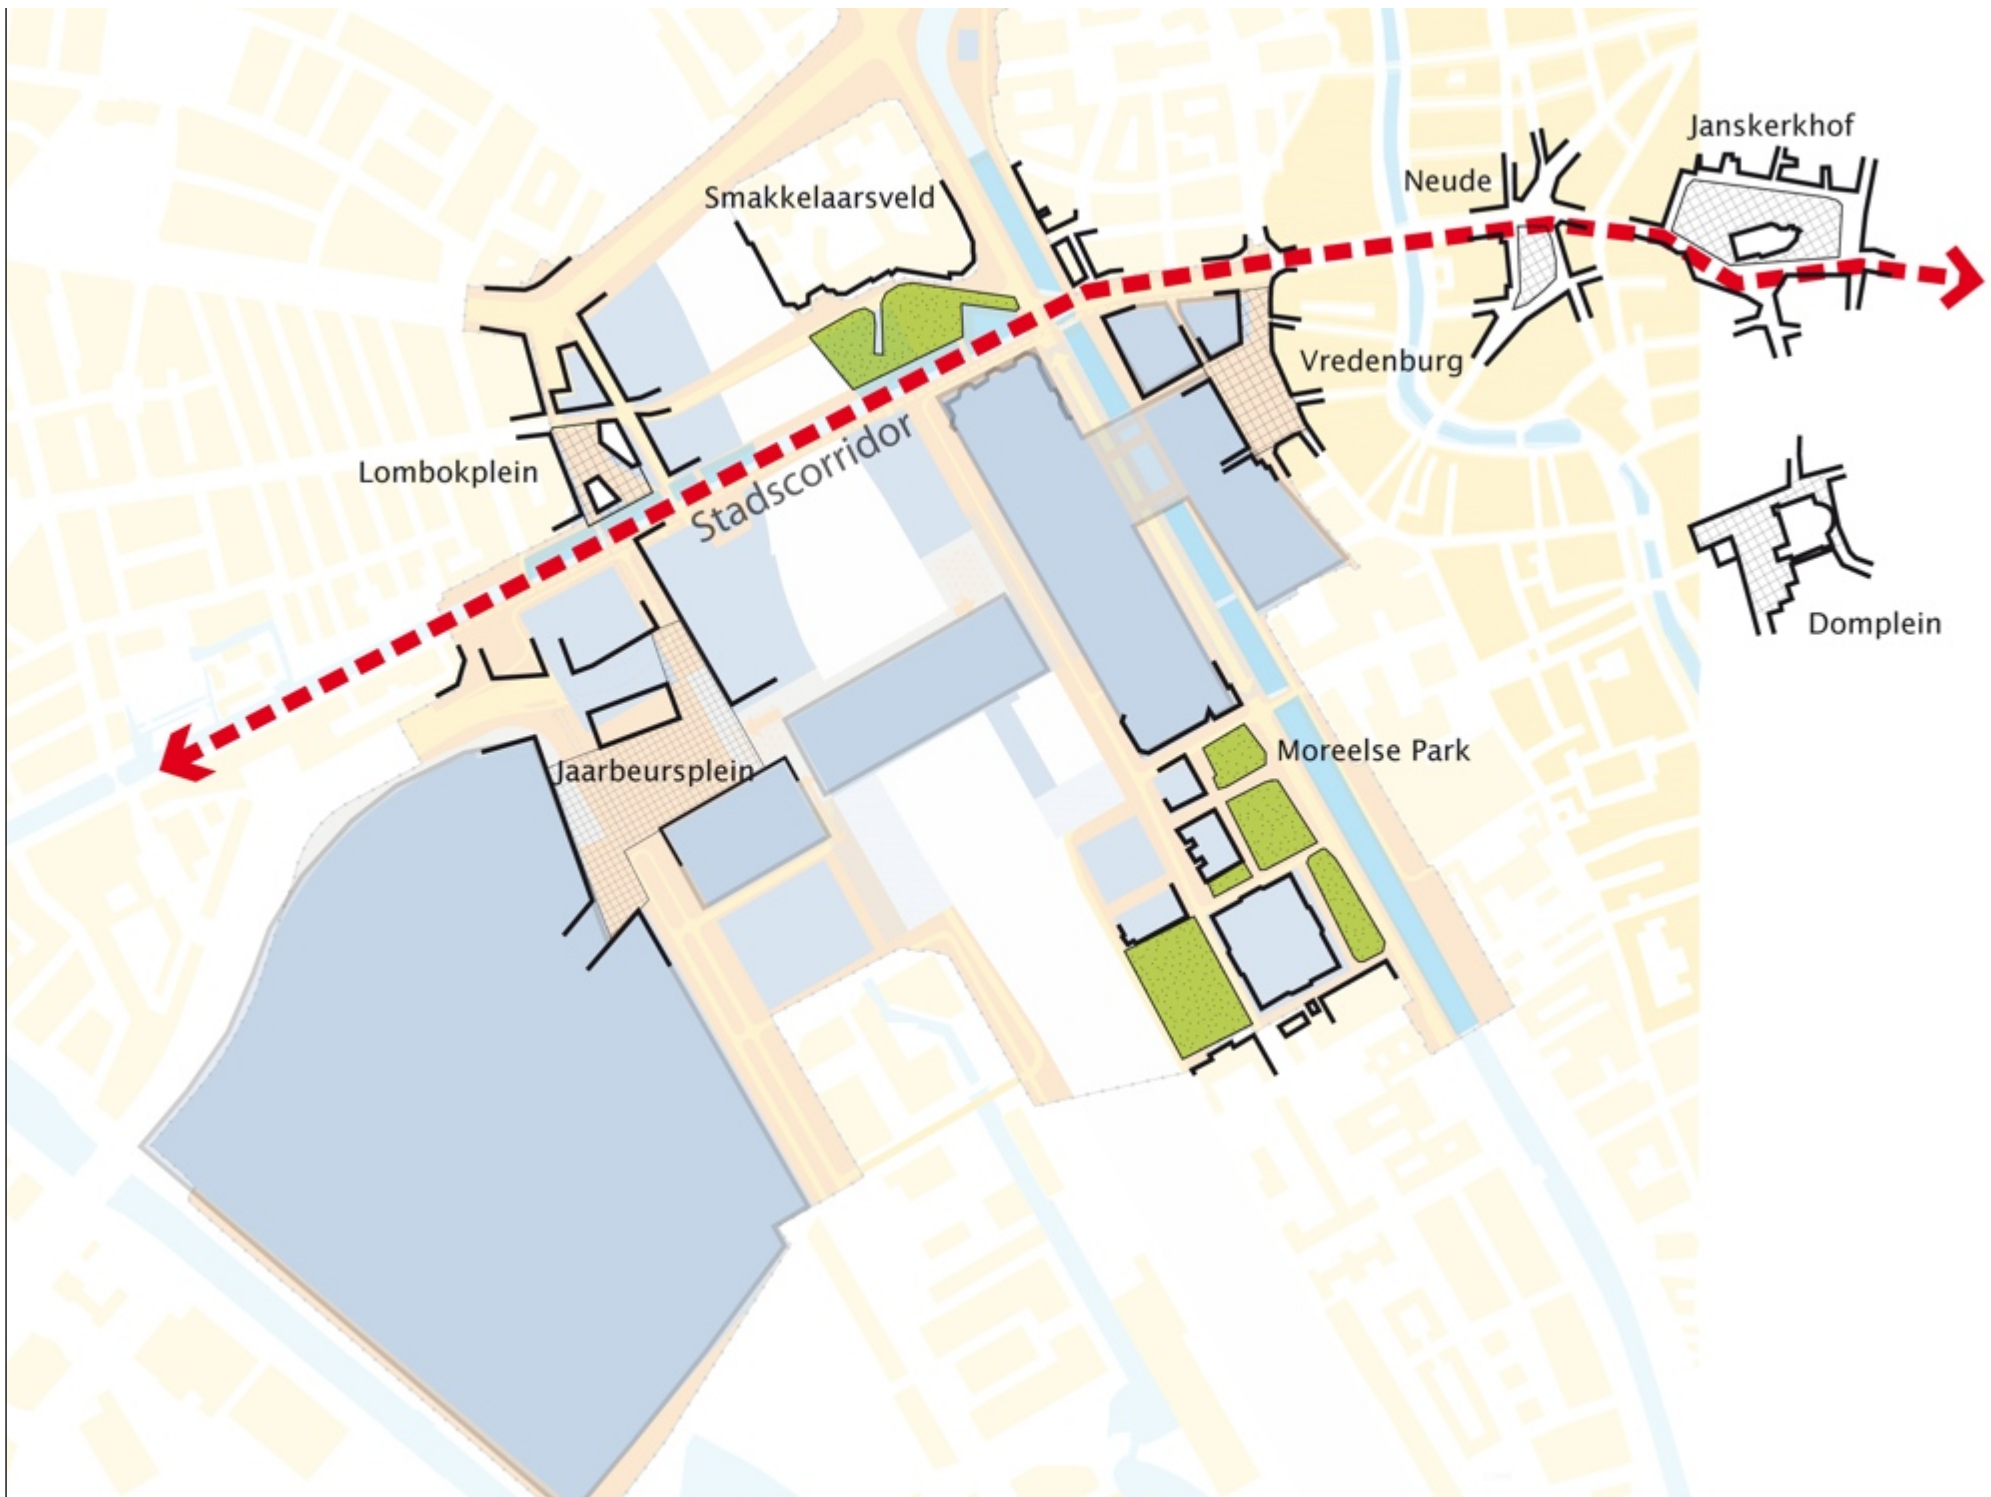 Janskerkhof
Neude
Smakkelaarsveld
Vredenburg
Stadscorridor
Lombokplein
Domplein
Moreelse Park
Jaarbeursplein